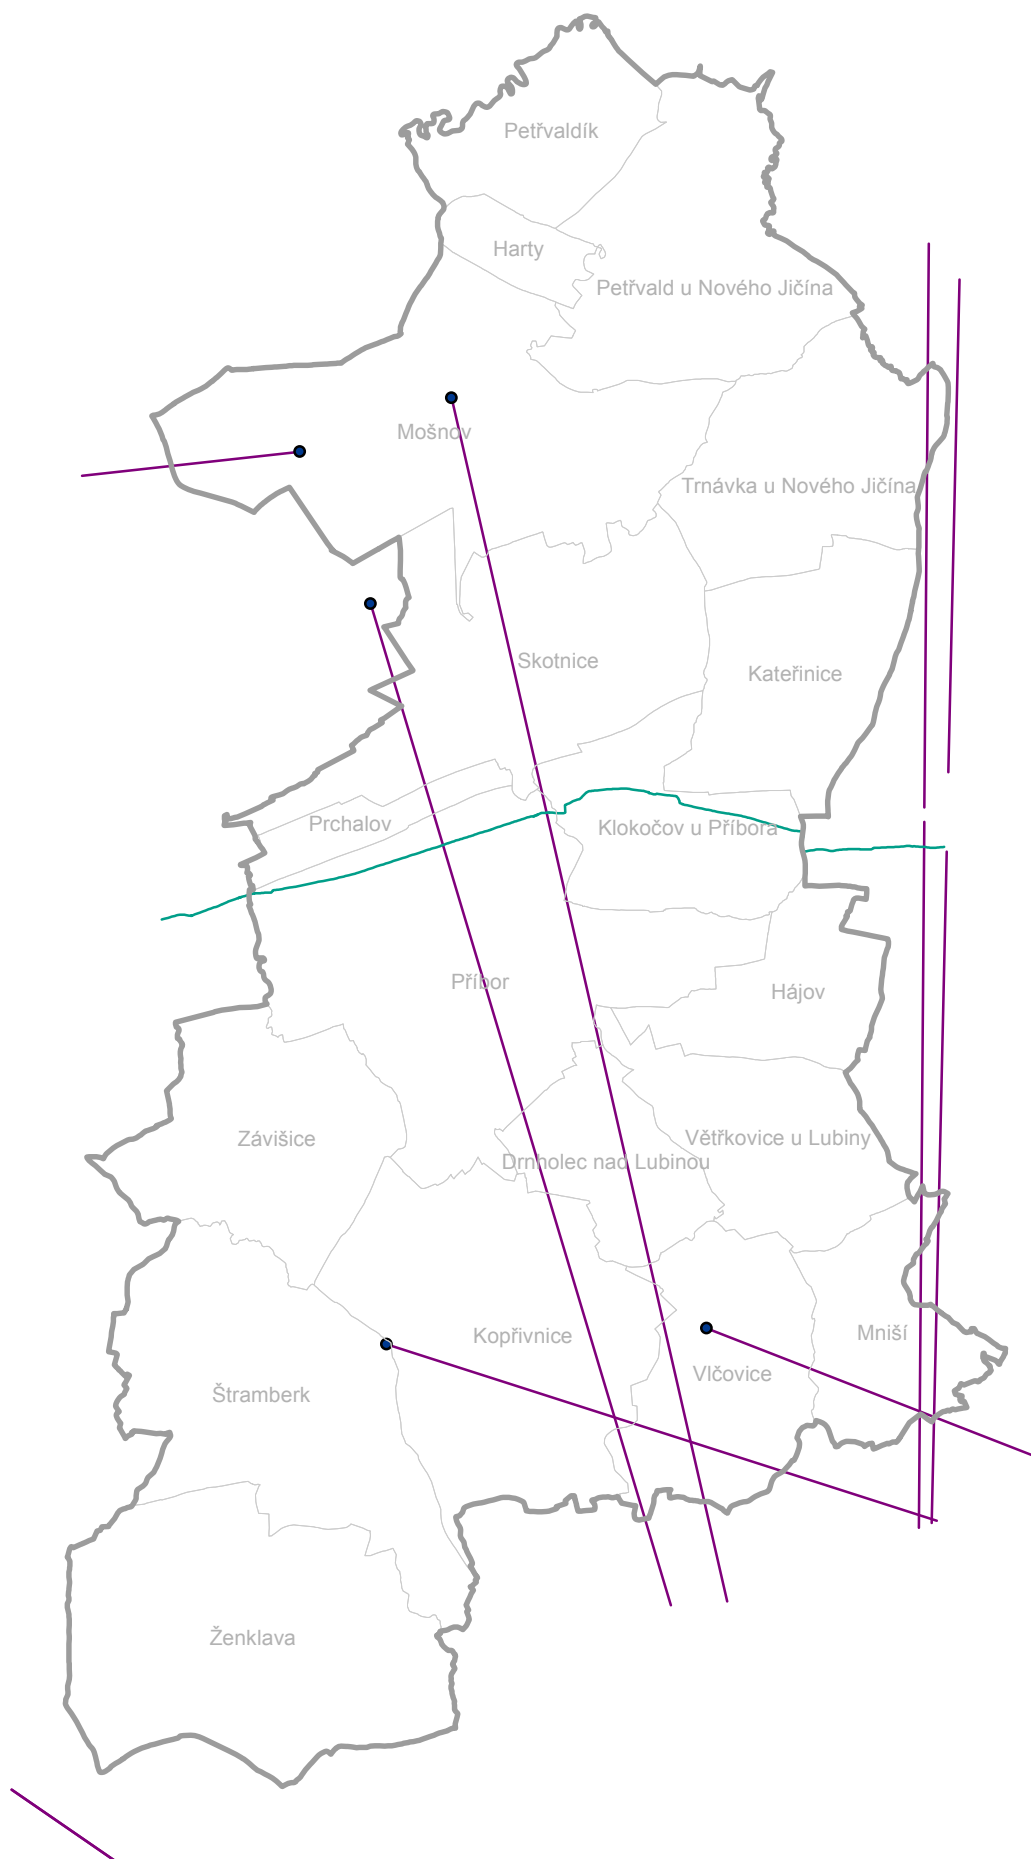 Petřvaldík
Harty
Petřvald u Nového Jičína
Mošnov
Trnávka u Nového Jičína
Skotnice
Kateřinice
Prchalov
Klokočov u Příbora
Příbor
Hájov
Závišice
Větřkovice u Lubiny
Drnholec nad Lubinou
Kopřivnice
Mniší
Vlčovice
Štramberk
Ženklava